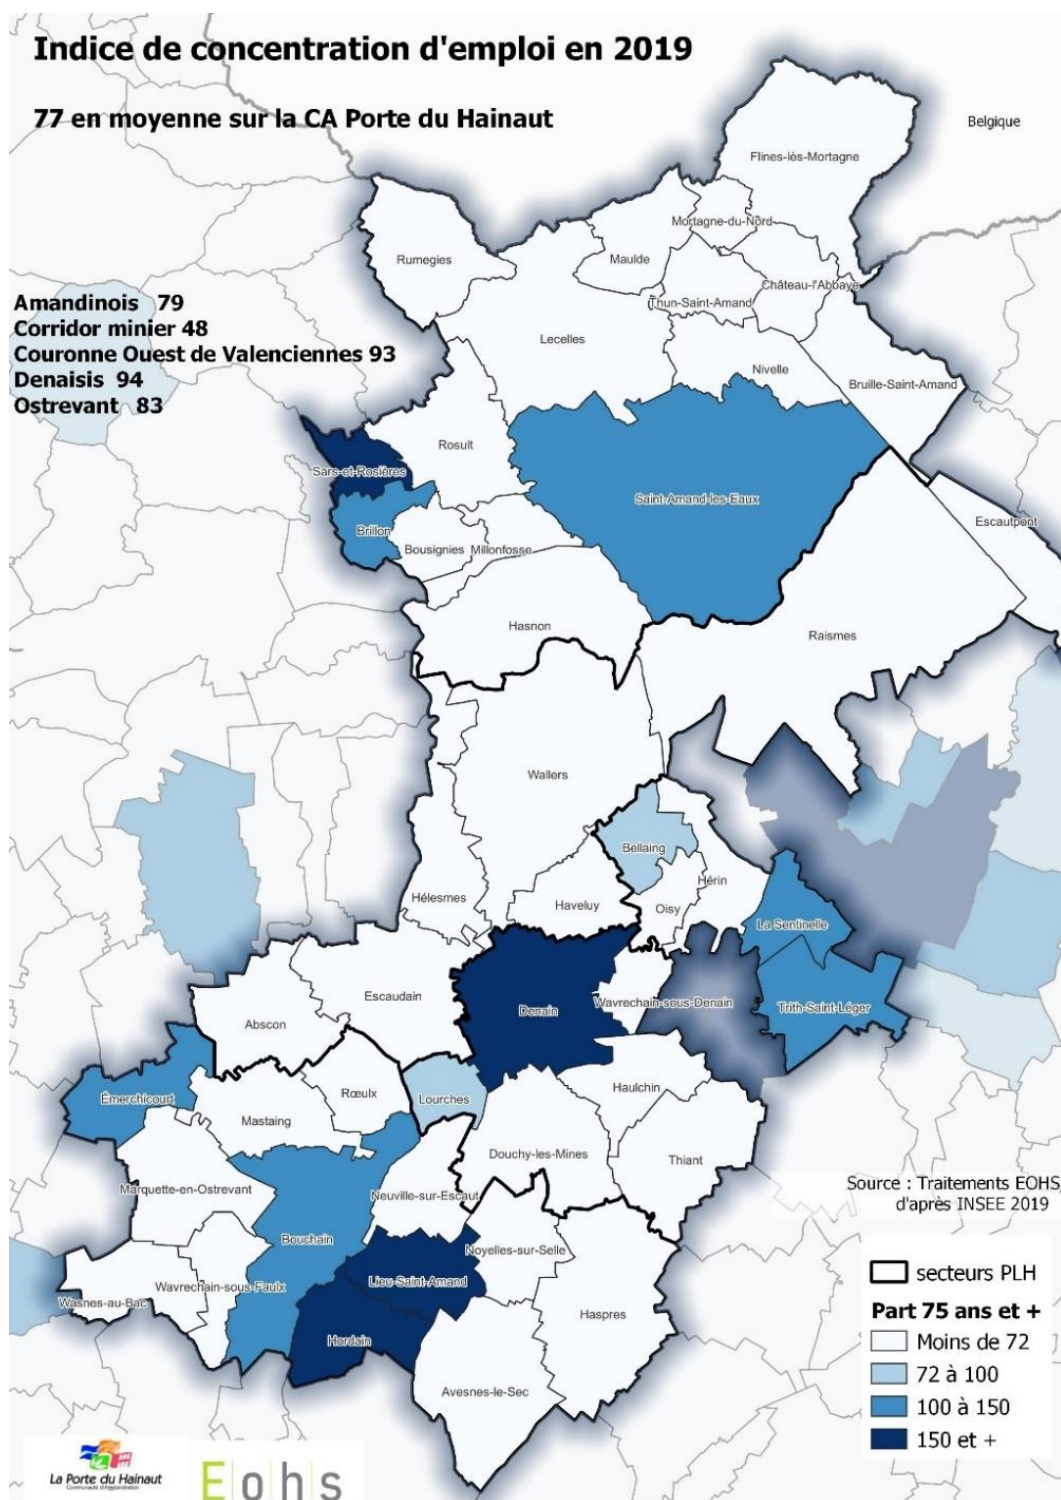 Indice de concentration d'emploi en 2019
77 en moyenne sur la CA Porte du Hainaut
Belgique
Flines-lès-Mortagne
Mortagne-du-Nord
Rumegies
Maulde
Château-l'Abbaye
Thun-Saint-Amand
Amandinois 79
Corridor minier 48
Couronne Ouest de Valenciennes 93
Denaisis 94
Ostrevant 83
Lecelles
Nivelle
Bruille-Saint-Amand
Rosult
Sars-et-Rosières
Saint-Amand-les-Eaux
Escautpont
Brillon
Bousignies
Millonfosse
Hasnon
Raismes
Wallers
Bellaing
Hérin
Hélesmes
Haveluy
Oisy
La Sentinelle
Escaudain
Wavrechain-sous-Denain
Trith-Saint-Léger
Denain
Abscon
Émerchicourt
Rœulx
Lourches
Haulchin
Mastaing
Douchy-les-Mines
Thiant
Marquette-en-Ostrevant
Neuville-sur-Escaut
Source : Traitements EOHS
d'après INSEE 2019
Bouchain
Noyelles-sur-Selle
Lieu-Saint-Amand
Wavrechain-sous-Faulx
Wasnes-au-Bac
Haspres
Hordain
Avesnes-le-Sec
secteurs PLH
Part 75 ans et +
Moins de 72
72 à 100
100 à 150
150 et +
La Porte du Hainaut
Communauté d'Agglomération
Eohs